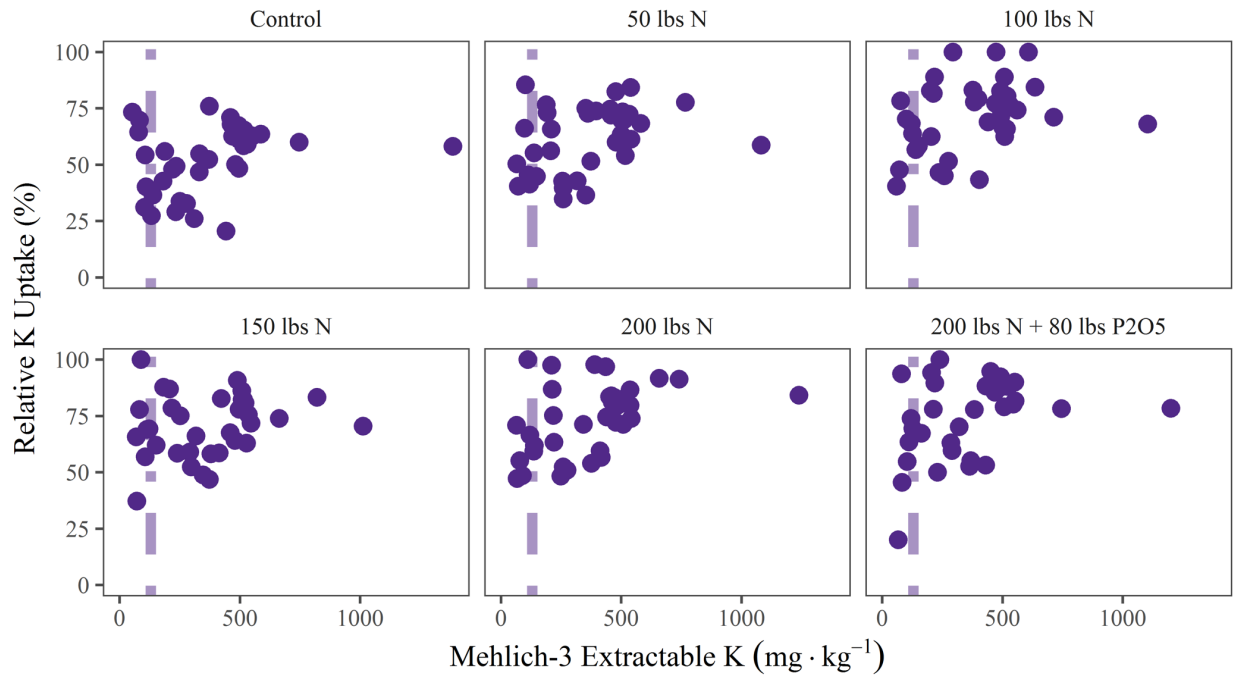 Control
50 lbs N
100 lbs N
100
75
50
25
0
Relative K Uptake (%)
150 lbs N
200 lbs N
200 lbs N + 80 lbs P2O5
100
75
50
25
0
0 500 1000
0 500 1000
0 500 1000
Mehlich-3 Extractable K (mg · kg⁻¹)